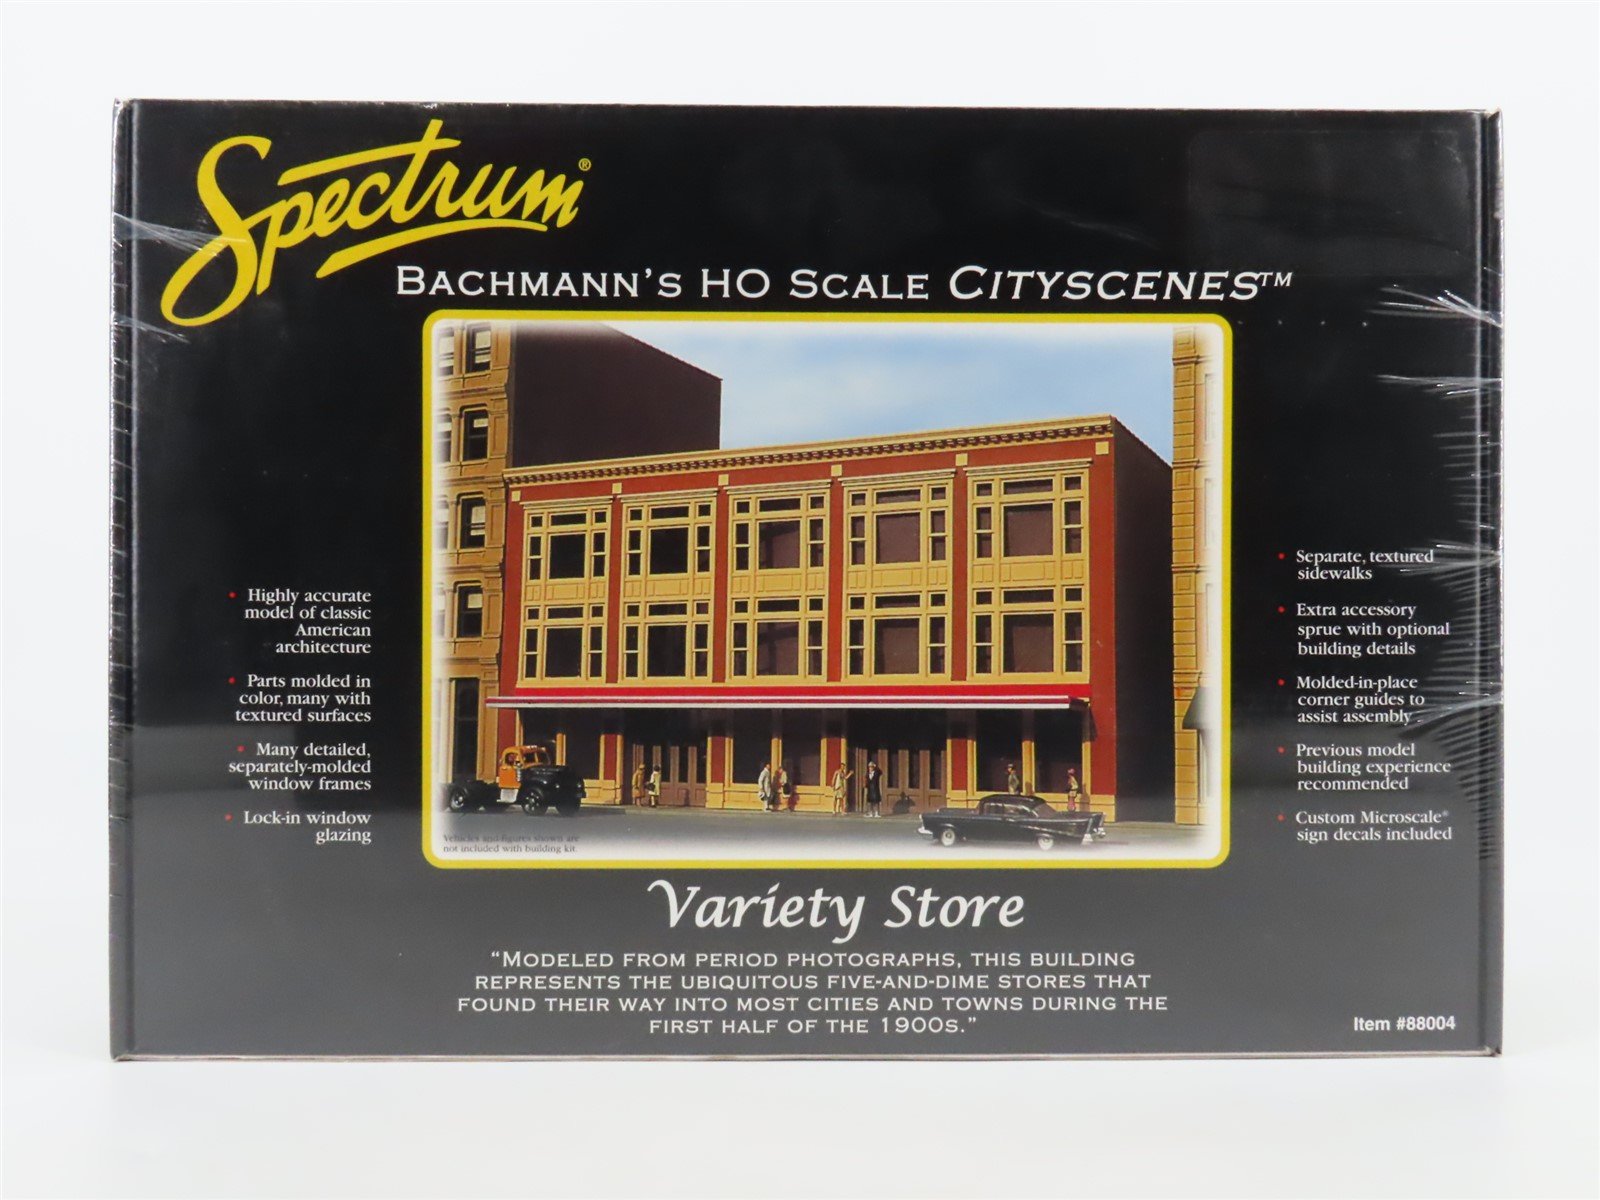 Spectrum®
BACHMANN'S HO SCALE CITYSCENES™
• Highly accurate
model of classic
American
architecture
• Parts molded in
color, many with
textured surfaces
• Many detailed,
separately-molded
window frames
• Lock-in window
glazing
Vehicles and figures shown are
not included with building kit.
• Separate, textured
sidewalks
• Extra accessory
sprue with optional
building details
• Molded-in-place
corner guides to
assist assembly
• Previous model
building experience
recommended
• Custom Microscale®
sign decals included
Variety Store
"MODELED FROM PERIOD PHOTOGRAPHS, THIS BUILDING
REPRESENTS THE UBIQUITOUS FIVE-AND-DIME STORES THAT
FOUND THEIR WAY INTO MOST CITIES AND TOWNS DURING THE
FIRST HALF OF THE 1900S."
Item #88004